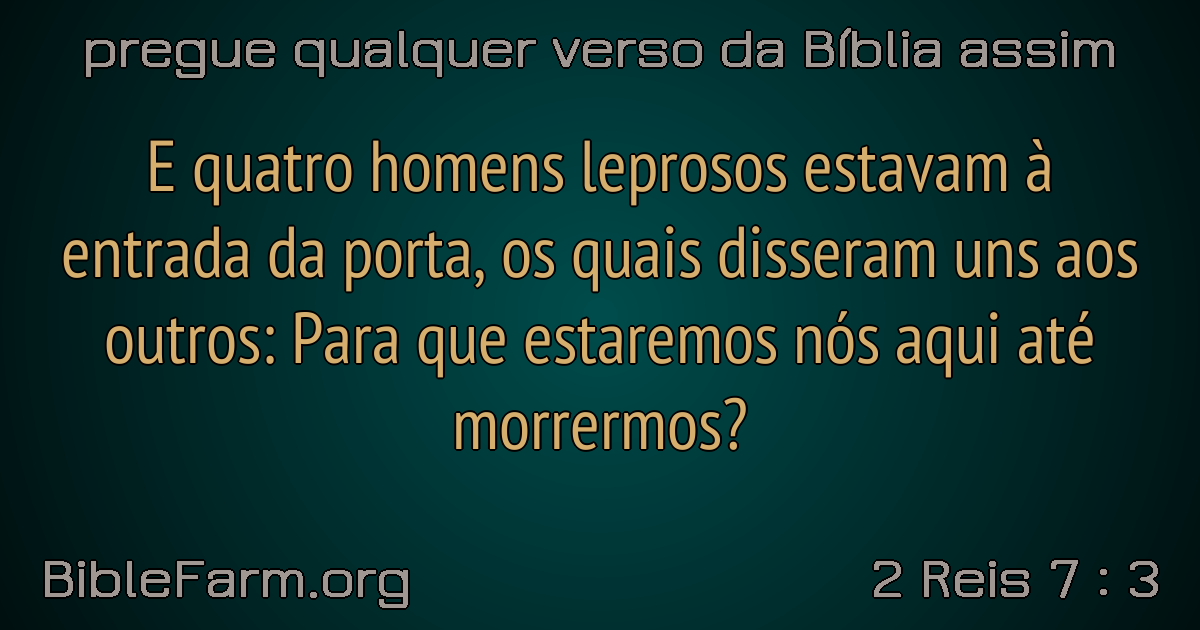 pregue qualquer verso da Bíblia assim
E quatro homens leprosos estavam à
entrada da porta, os quais disseram uns aos
outros: Para que estaremos nós aqui até
morrermos?
BibleFarm.org
2 Reis 7 : 3